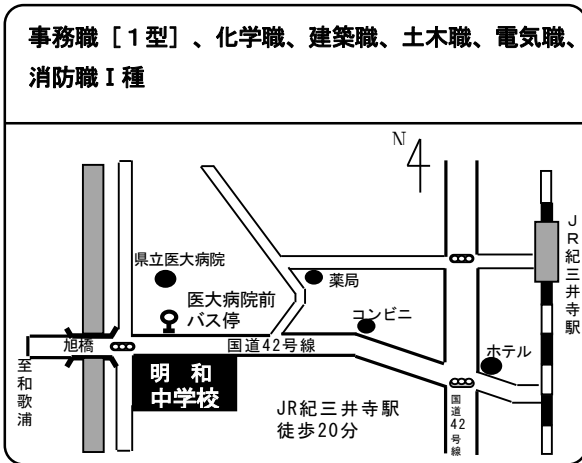 事務職［１型］、化学職、建築職、土木職、電気職、
消防職Ⅰ種
N
県立医大病院
医大病院前
バス停
薬局
コンビニ
ホテル
JR紀三井寺駅
旭橋
国道42号線
至和歌浦
明 和
中学校
JR紀三井寺駅
徒歩20分
国道42号線